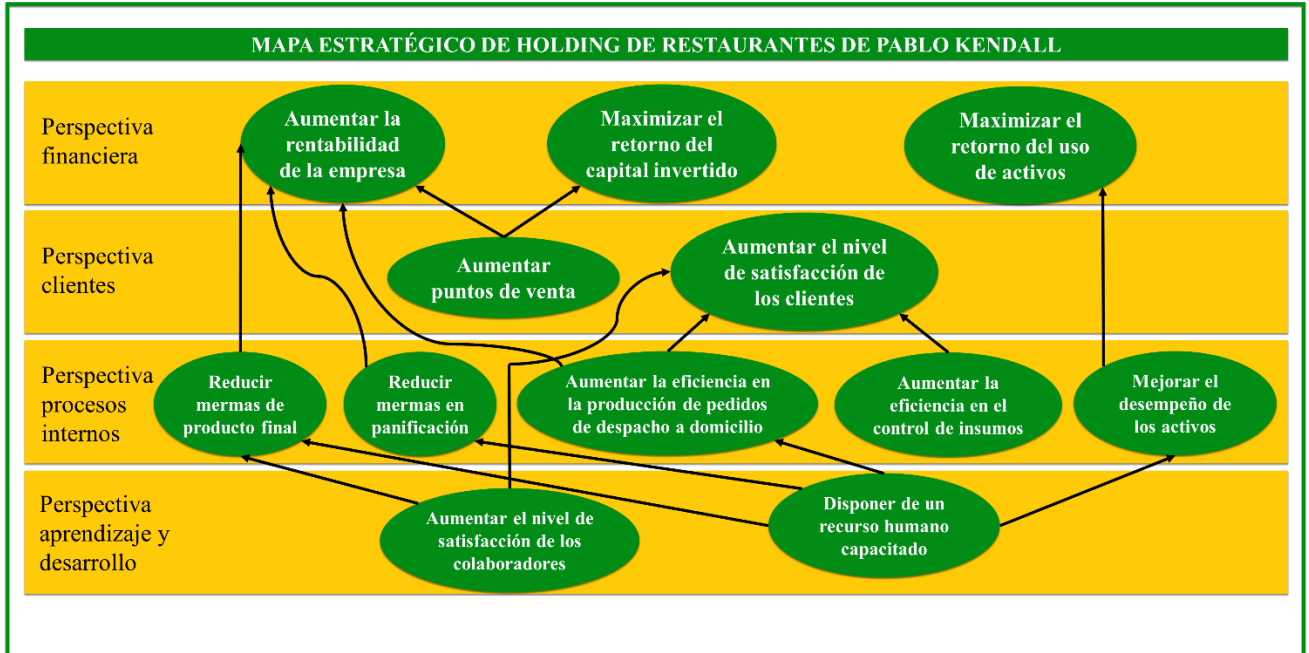 MAPA ESTRATÉGICO DE HOLDING DE RESTAURANTES DE PABLO KENDALL
Perspectiva
financiera
Aumentar la
rentabilidad
de la empresa
Maximizar el
retorno del
capital invertido
Maximizar el
retorno del uso
de activos
Perspectiva
clientes
Aumentar
puntos de venta
Aumentar el nivel
de satisfacción de
los clientes
Perspectiva
procesos
internos
Reducir
mermas de
producto final
Reducir
mermas en
panificación
Aumentar la eficiencia en
la producción de pedidos
de despacho a domicilio
Aumentar la
eficiencia en el
control de insumos
Mejorar el
desempeño de
los activos
Perspectiva
aprendizaje y
desarrollo
Aumentar el nivel de
satisfacción de los
colaboradores
Disponer de un
recurso humano
capacitado